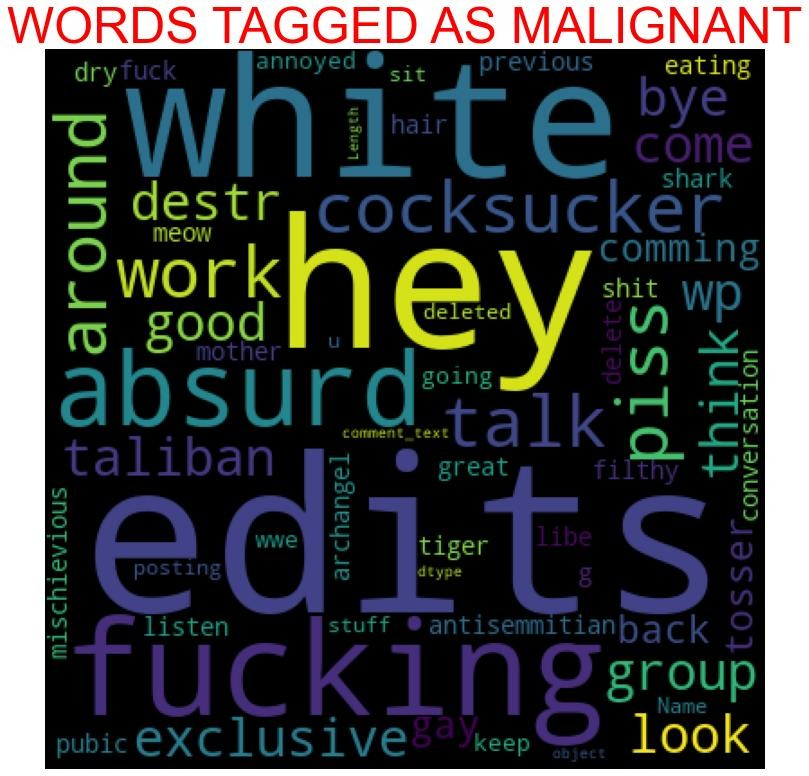 WORDS TAGGED AS MALIGNANT
dry
fuck
annoyed
sit
previous
eating
white
bye
Length
hair
come
around
shark
destr
cocksucker
meow
hey
comming
work
shit
wp
good
deleted
delete
piss
mother
u
think
absurd
going
conversation
talk
comment_text
taliban
archangel
great
filthy
edits
mischievious
wwe
tiger
libe
posting
dtype
g
tosser
listen
stuff
antisemmitian
back
fucking
group
Name
pubic
exclusive
gay
keep
object
look